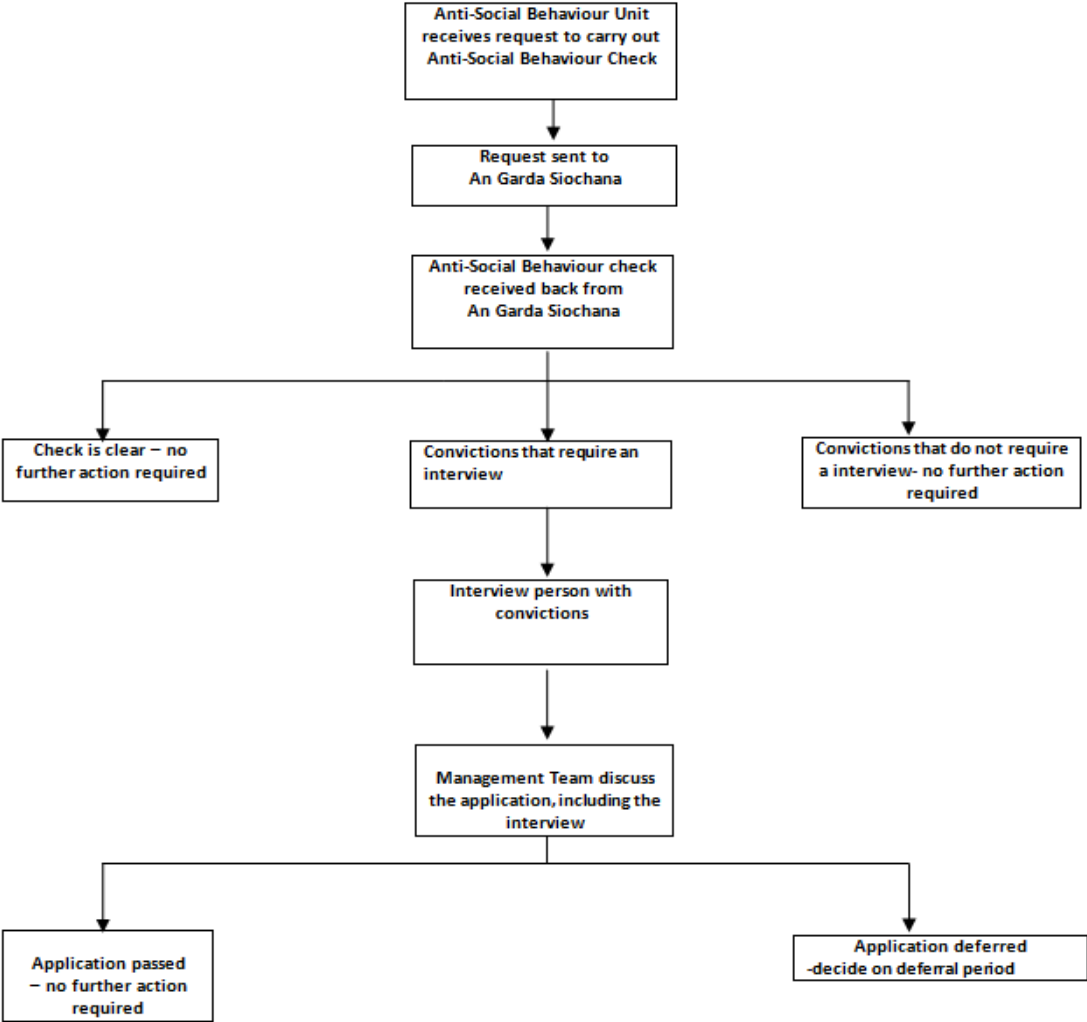 Anti-Social Behaviour Unit
receives request to carry out
Anti-Social Behaviour Check
Request sent to
An Garda Siochana
Anti-Social Behaviour check
received back from
An Garda Siochana
Check is clear – no
further action required
Convictions that require an
interview
Convictions that do not require
a interview- no further action
required
Interview person with
convictions
Management Team discuss
the application, including the
interview
Application passed
– no further action
required
Application deferred
-decide on deferral period